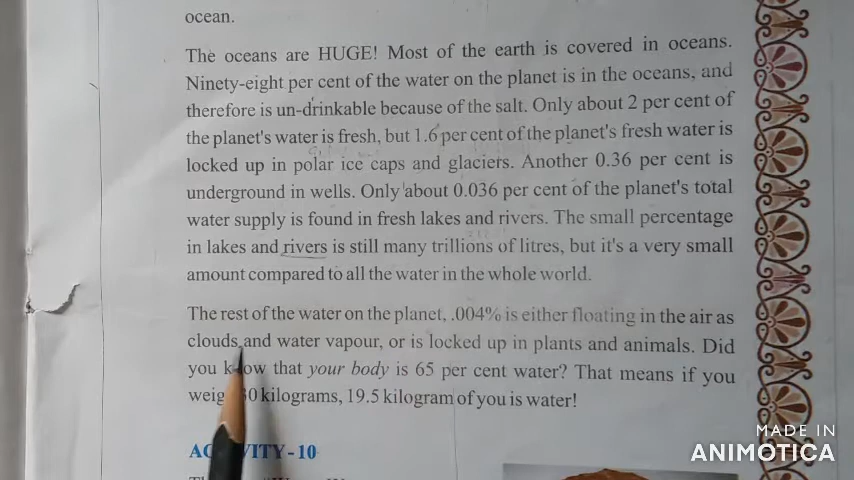 ocean.
The oceans are HUGE! Most of the earth is covered in oceans.
Ninety-eight per cent of the water on the planet is in the oceans, and
therefore is un-drinkable because of the salt. Only about 2 per cent of
the planet's water is fresh, but 1.6 per cent of the planet's fresh water is
locked up in polar ice caps and glaciers. Another 0.36 per cent is
underground in wells. Only about 0.036 per cent of the planet's total
water supply is found in fresh lakes and rivers. The small percentage
in lakes and rivers is still many trillions of litres, but it's a very small
amount compared to all the water in the whole world.
The rest of the water on the planet, .004% is either floating in the air as
clouds and water vapour, or is locked up in plants and animals. Did
you know that your body is 65 per cent water? That means if you
kilograms, 19.5 kilogram of you is water!
ACTIVITY-10
MADE IN
ANIMOTICA